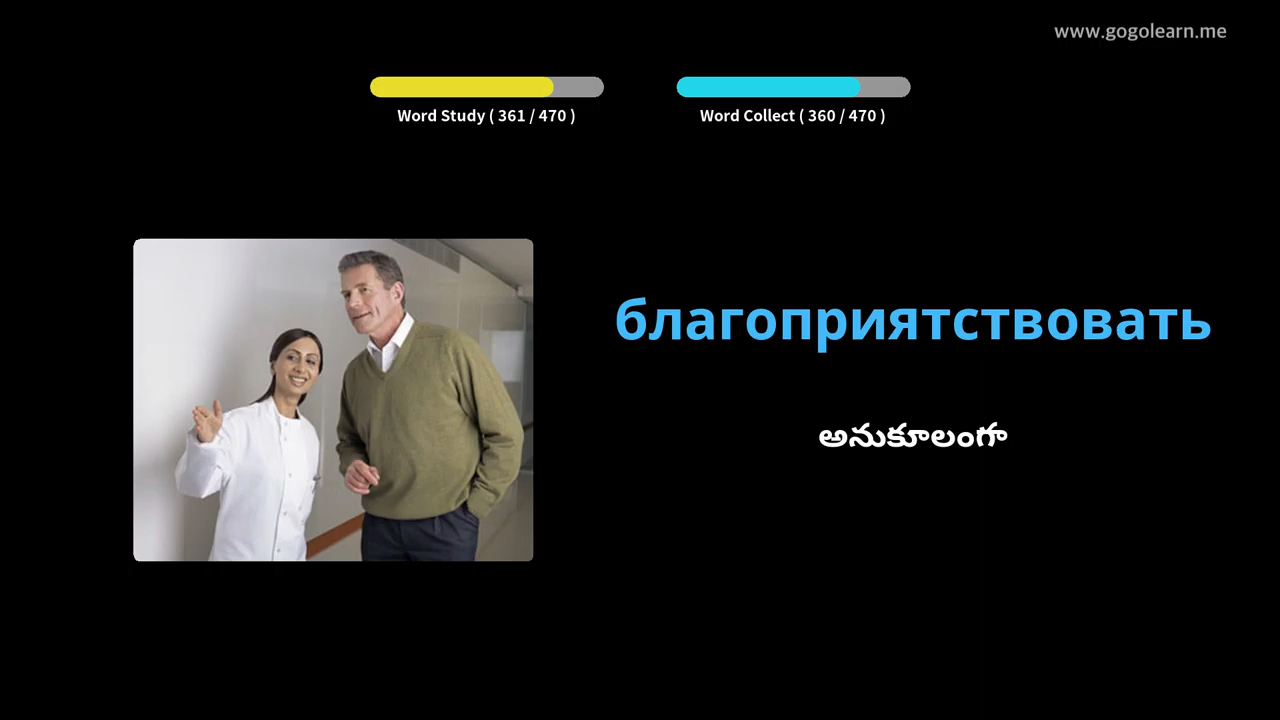 www.gogolearn.me
Word Study ( 361 / 470 )
Word Collect ( 360 / 470 )
благоприятствовать
అనుకూలంగా